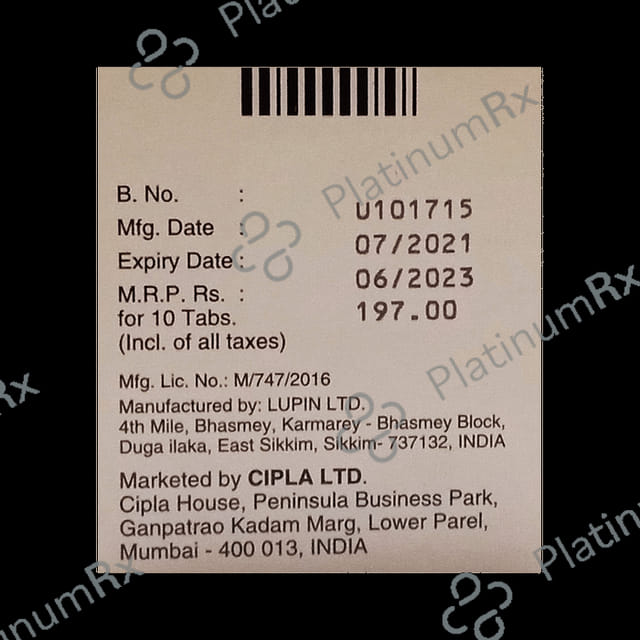 PlatinumRx
PlatinumRx
B. No. : U101715
Mfg. Date : 07/2021
Expiry Date : 06/2023
M.R.P. Rs. : 197.00
for 10 Tabs.
(Incl. of all taxes)
PlatinumRx
Rx
Mfg. Lic. No.: M/747/2016
Manufactured by: LUPIN LTD.
4th Mile, Bhasmey, Karmarey - Bhasmey Block,
Duga ilaka, East Sikkim, Sikkim- 737132, INDIA
Marketed by CIPLA LTD.
Cipla House, Peninsula Business Park,
Ganpatrao Kadam Marg, Lower Parel,
Mumbai - 400 013, INDIA
Platin
inumRx